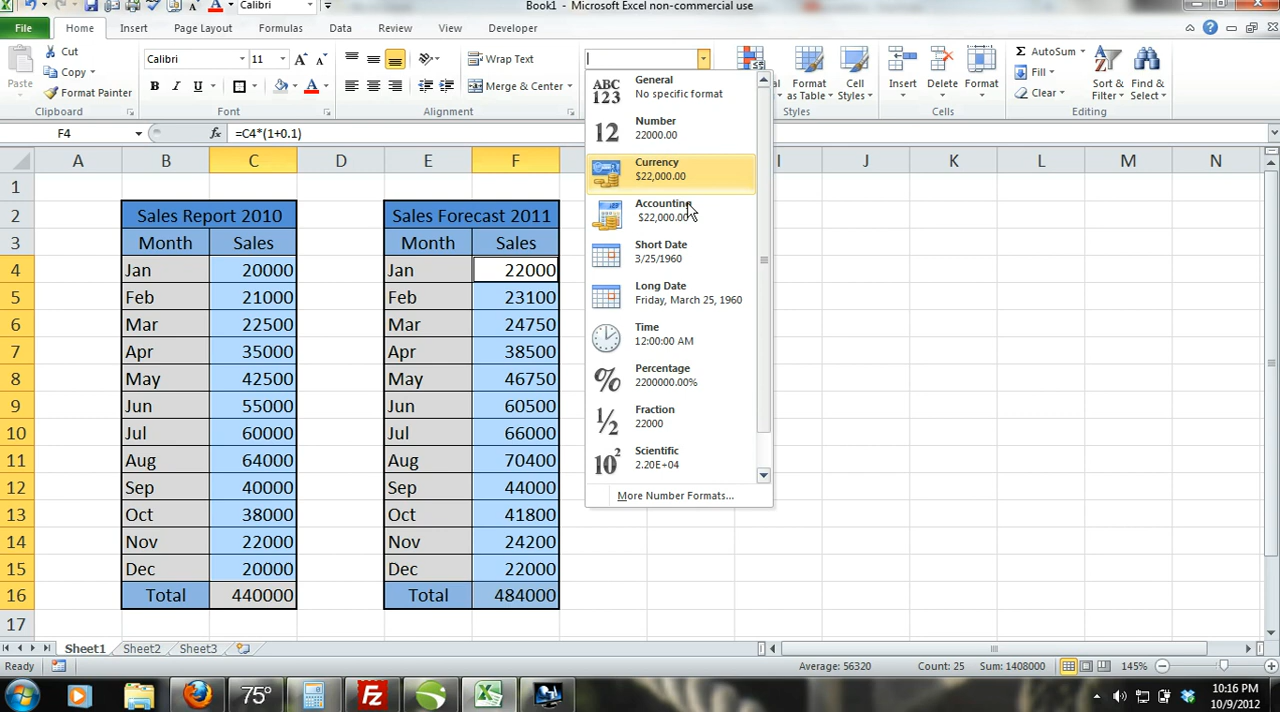 Calibri
Book1 - Microsoft Excel non-commercial use
File Home Insert Page Layout Formulas Data Review View Developer
Paste
Cut
Copy
Format Painter
Clipboard
Calibri 11
B I U
Font
Wrap Text
Merge & Center
Alignment
Format as Table
Cell Styles
Styles
Insert Delete Format
Cells
AutoSum
Fill
Clear
Sort & Filter
Find & Select
F4 fx =C4*(1+0.1)
General
No specific format
Number
22000.00
Currency
$22,000.00
Accounting
$22,000.00
Short Date
3/25/1960
Long Date
Friday, March 25, 1960
Time
12:00:00 AM
Percentage
2200000.00%
Fraction
22000
Scientific
2.20E+04
More Number Formats...
A B C D E F I J K L M N
1
2 Sales Report 2010 Sales Forecast 2011
3 Month Sales Month Sales
4 Jan 20000 Jan 22000
5 Feb 21000 Feb 23100
6 Mar 22500 Mar 24750
7 Apr 35000 Apr 38500
8 May 42500 May 46750
9 Jun 55000 Jun 60500
10 Jul 60000 Jul 66000
11 Aug 64000 Aug 70400
12 Sep 40000 Sep 44000
13 Oct 38000 Oct 41800
14 Nov 22000 Nov 24200
15 Dec 20000 Dec 22000
16 Total 440000 Total 484000
17
Sheet1 Sheet2 Sheet3
Ready Average: 56320 Count: 25 Sum: 1408000 145%
75°
10:16 PM
10/9/2012